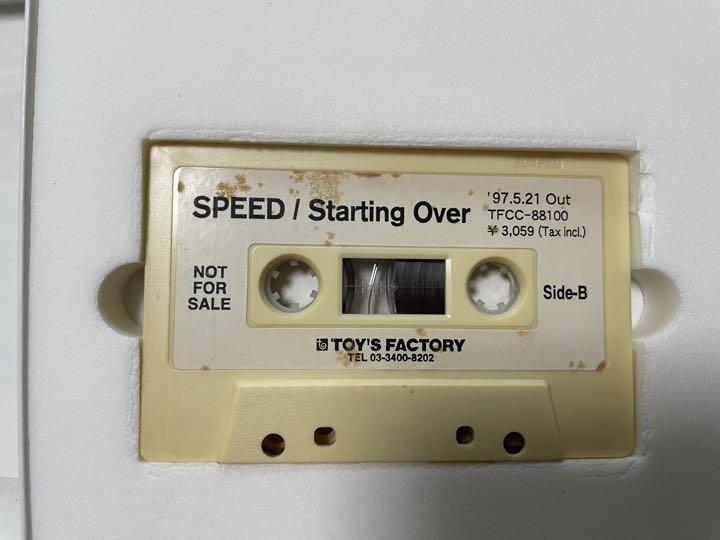 JAPAN
SPEED / Starting Over
'97.5.21 Out
TFCC-88100
¥ 3,059 (Tax incl.)
NOT
FOR
SALE
Side-B
TOY'S FACTORY
TEL 03-3400-8202